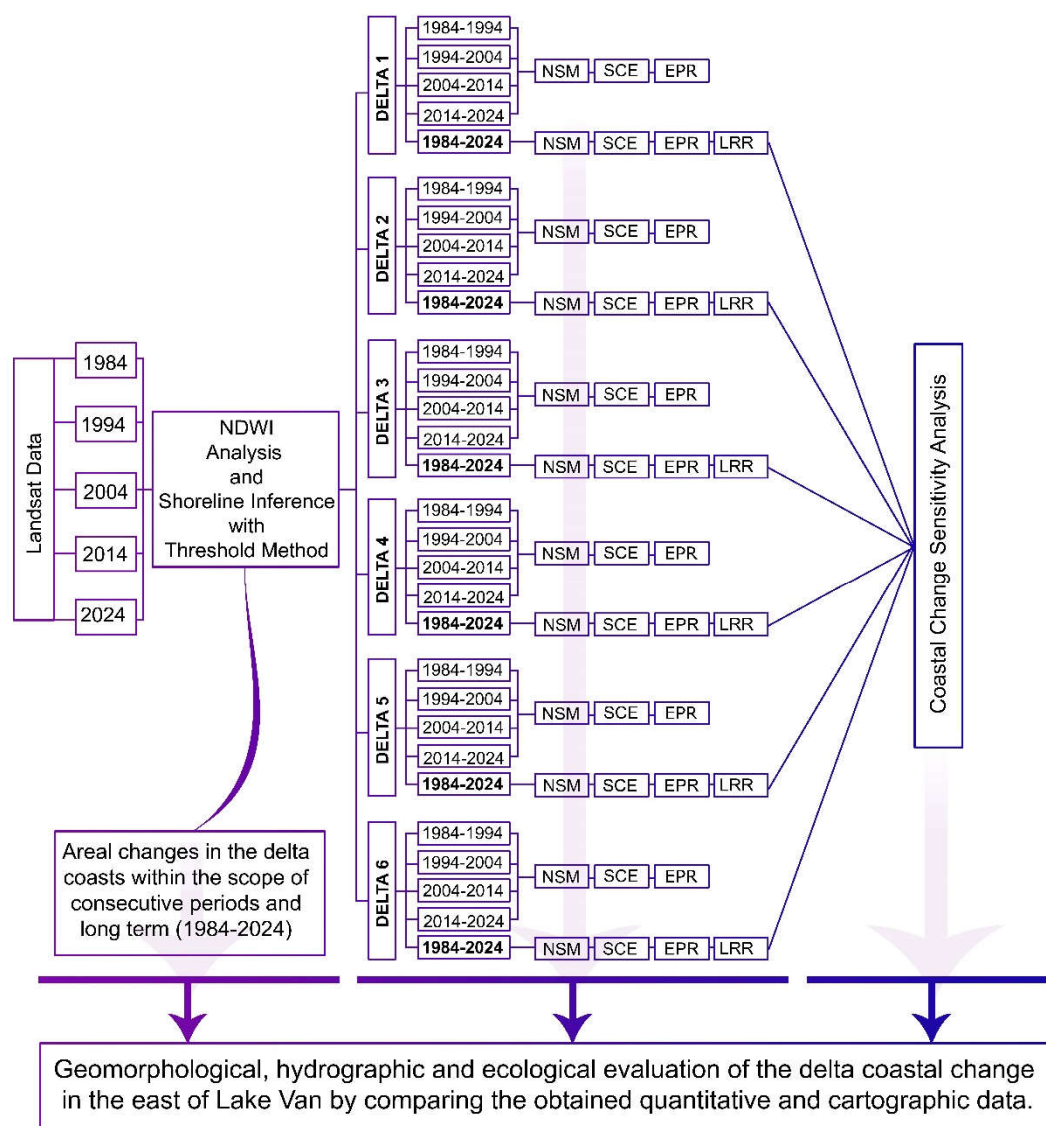 Landsat Data
1984
1994
2004
2014
2024
NDWI
Analysis
and
Shoreline Inference
with
Threshold Method
Areal changes in the delta
coasts within the scope of
consecutive periods and
long term (1984-2024)
DELTA 1
1984-1994
1994-2004
2004-2014
2014-2024
NSM SCE EPR
1984-2024 NSM SCE EPR LRR
DELTA 2
1984-1994
1994-2004
2004-2014
2014-2024
NSM SCE EPR
1984-2024 NSM SCE EPR LRR
DELTA 3
1984-1994
1994-2004
2004-2014
2014-2024
NSM SCE EPR
1984-2024 NSM SCE EPR LRR
DELTA 4
1984-1994
1994-2004
2004-2014
2014-2024
NSM SCE EPR
1984-2024 NSM SCE EPR LRR
DELTA 5
1984-1994
1994-2004
2004-2014
2014-2024
NSM SCE EPR
1984-2024 NSM SCE EPR LRR
DELTA 6
1984-1994
1994-2004
2004-2014
2014-2024
NSM SCE EPR
1984-2024 NSM SCE EPR LRR
Coastal Change Sensitivity Analysis
Geomorphological, hydrographic and ecological evaluation of the delta coastal change
in the east of Lake Van by comparing the obtained quantitative and cartographic data.